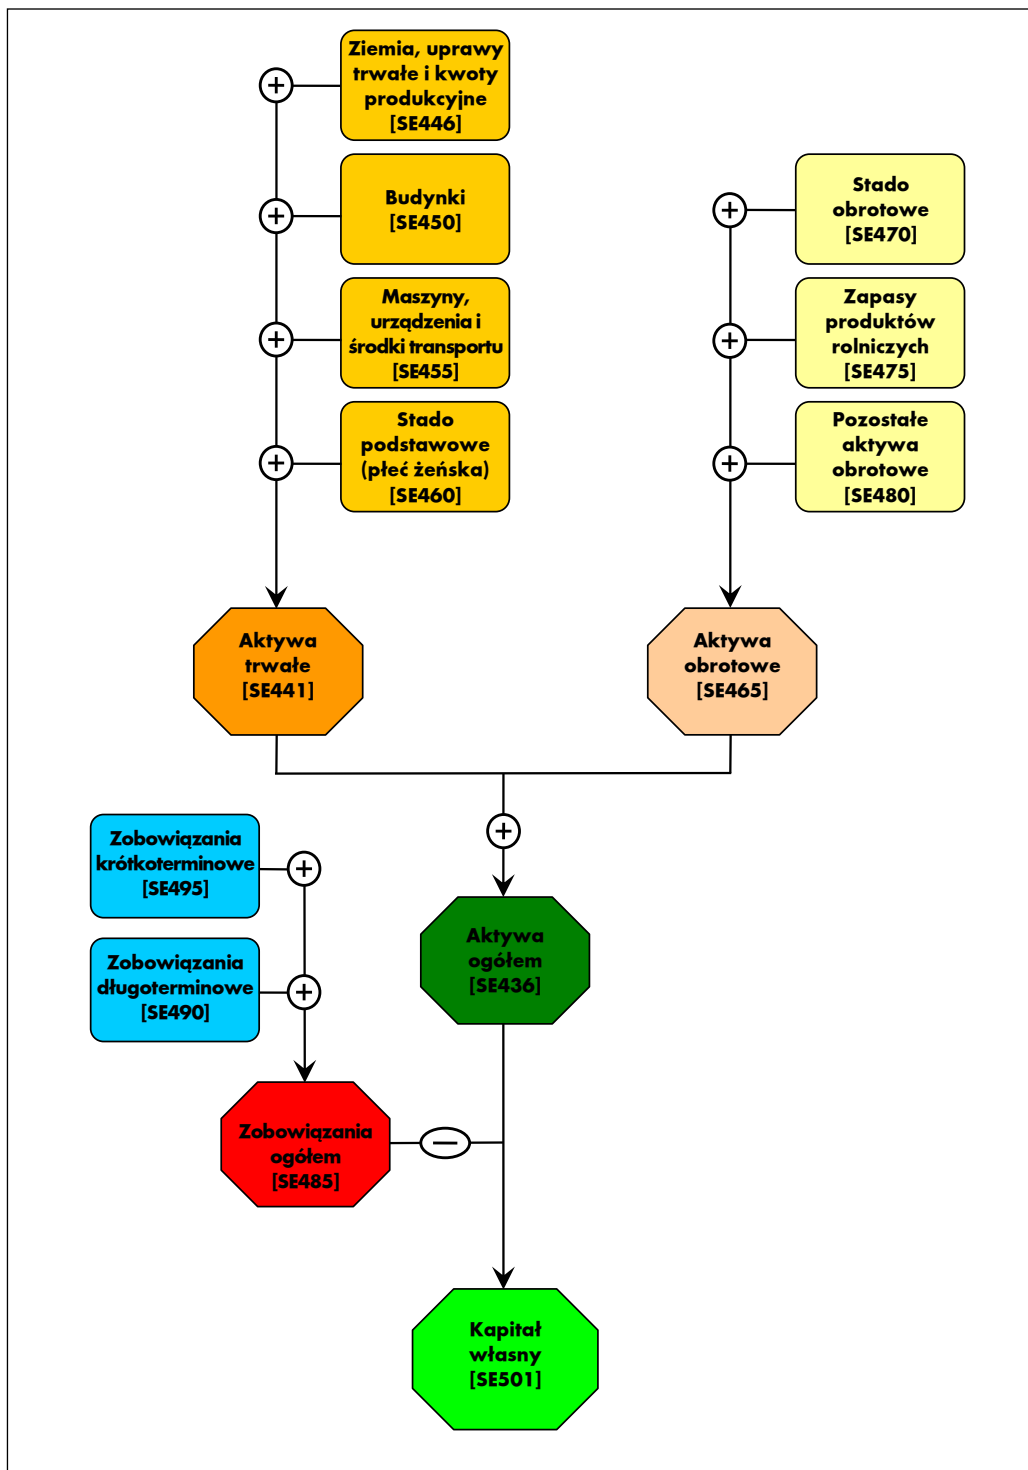 Ziemia, uprawy
trwałe i kwoty
produkcyjne
[SE446]
Budynki
[SE450]
Maszyny,
urządzenia i
środki transportu
[SE455]
Stado
podstawowe
(płeć żeńska)
[SE460]
Stado
obrotowe
[SE470]
Zapasy
produktów
rolniczych
[SE475]
Pozostałe
aktywa
obrotowe
[SE480]
Aktywa
trwałe
[SE441]
Aktywa
obrotowe
[SE465]
Zobowiązania
krótkoterminowe
[SE495]
Zobowiązania
długoterminowe
[SE490]
Aktywa
ogółem
[SE436]
Zobowiązania
ogółem
[SE485]
Kapitał
własny
[SE501]